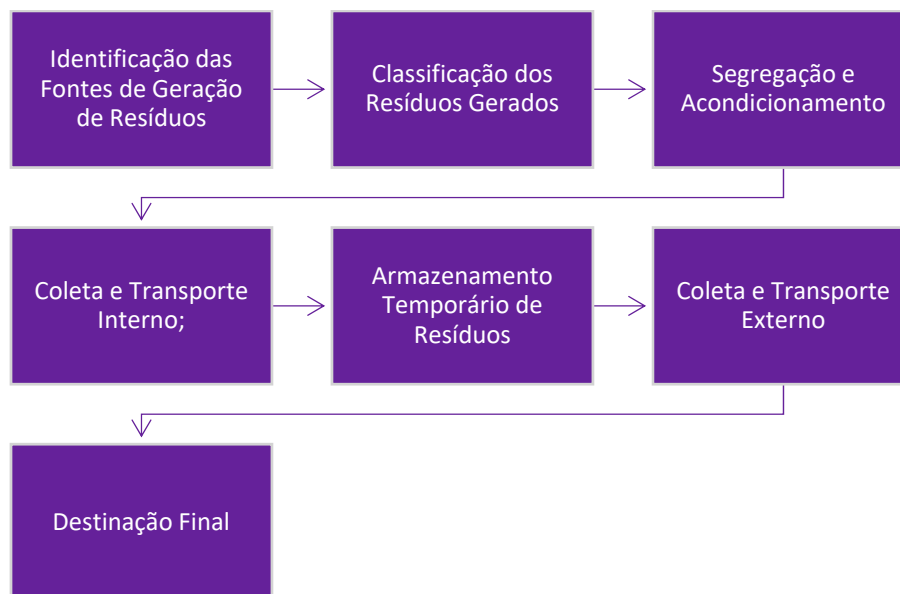 Identificação das
Fontes de Geração
de Resíduos
Classificação dos
Resíduos Gerados
Segregação e
Acondicionamento
Coleta e Transporte
Interno;
Armazenamento
Temporário de
Resíduos
Coleta e Transporte
Externo
Destinação Final